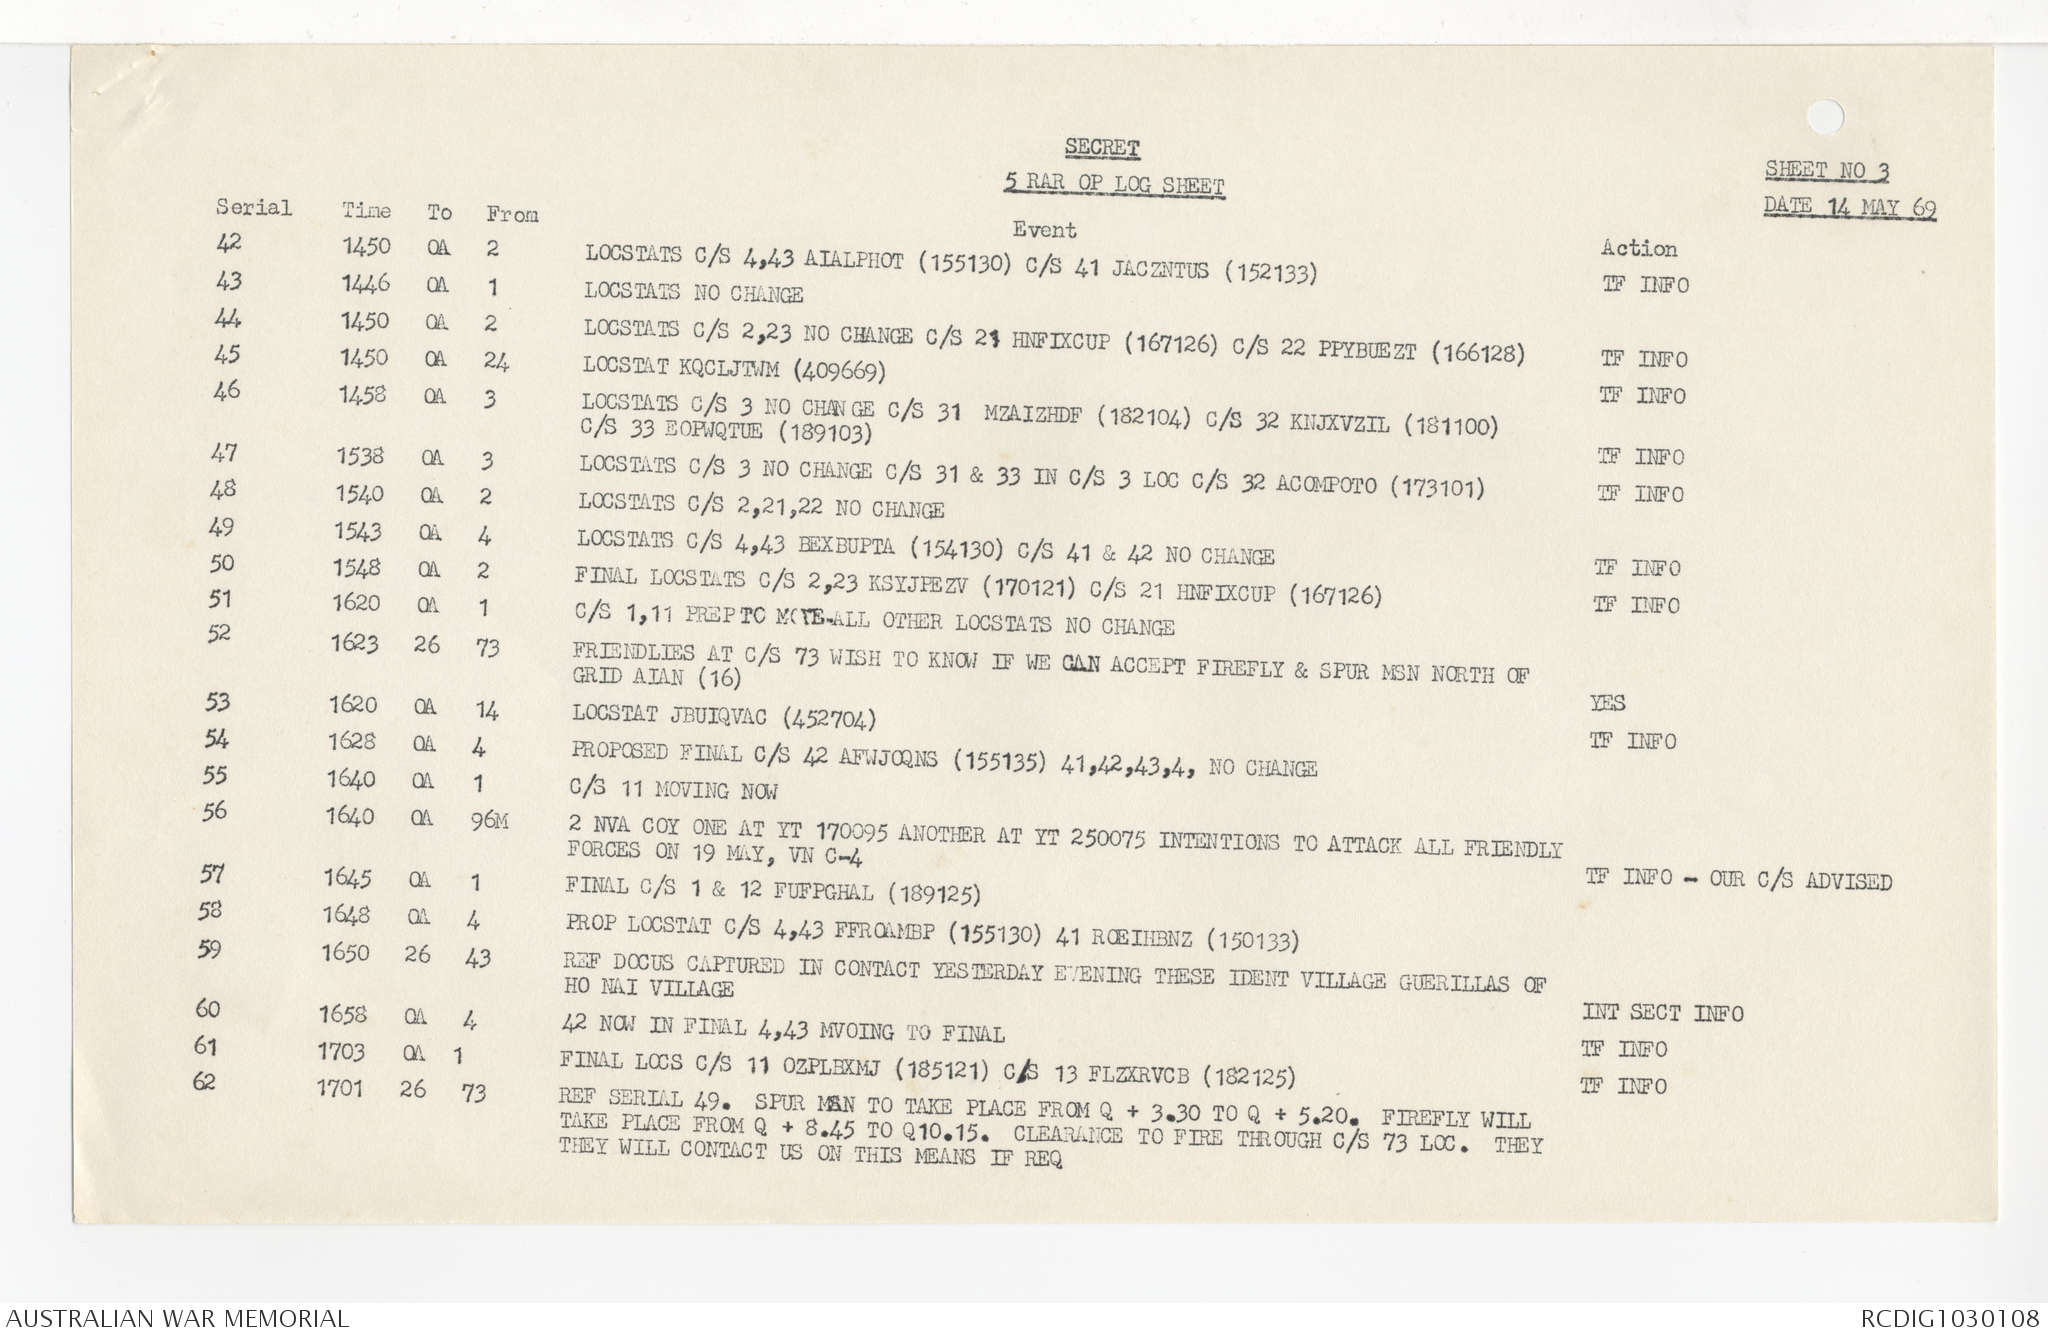 SECRET
5 RAR OP LOG SHEET
SHEET NO 3
DATE 14 MAY 69
Serial Time To From Event Action
42 1450 OA 2 LOCSTATS C/S 4,43 AIALPHOT (155130) C/S 41 JACZNTUS (152133) TF INFO
43 1446 OA 1 LOCSTATS NO CHANGE
44 1450 OA 2 LOCSTATS C/S 2,23 NO CHANGE C/S 21 HNFIXCUP (167126) C/S 22 PPYBUEZT (166128) TF INFO
45 1450 OA 24 LOCSTAT KQCLJTWM (409669) TF INFO
46 1458 OA 3 LOCSTATS C/S 3 NO CHANGE C/S 31 MZAIZHDF (182104) C/S 32 KNJXVZIL (181100)
C/S 33 EOPWQTUE (189103) TF INFO
47 1538 OA 3 LOCSTATS C/S 3 NO CHANGE C/S 31 & 33 IN C/S 3 LOC C/S 32 ACOMPOTO (173101) TF INFO
48 1540 OA 2 LOCSTATS C/S 2,21,22 NO CHANGE
49 1543 OA 4 LOCSTATS C/S 4,43 BEXBUPTA (154130) C/S 41 & 42 NO CHANGE TF INFO
50 1548 OA 2 FINAL LOCSTATS C/S 2,23 KSYJPEZV (170121) C/S 21 HNFIXCUP (167126) TF INFO
51 1620 OA 1 C/S 1,11 PREP TO MOVE-ALL OTHER LOCSTATS NO CHANGE
52 1623 26 73 FRIENDLIES AT C/S 73 WISH TO KNOW IF WE CAN ACCEPT FIREFLY & SPUR MSN NORTH OF
GRID AIAN (16) YES
53 1620 OA 14 LOCSTAT JBUIQVAC (452704) TF INFO
54 1628 OA 4 PROPOSED FINAL C/S 42 AFWJOQNS (155135) 41,42,43,4, NO CHANGE
55 1640 OA 1 C/S 11 MOVING NOW
56 1640 OA 96M 2 NVA COY ONE AT YT 170095 ANOTHER AT YT 250075 INTENTIONS TO ATTACK ALL FRIENDLY
FORCES ON 19 MAY, VN C-4 TF INFO - OUR C/S ADVISED
57 1645 OA 1 FINAL C/S 1 & 12 FUFPGHAL (189125)
58 1648 OA 4 PROP LOCSTAT C/S 4,43 FFROAMBP (155130) 41 ROEIHBNZ (150133)
59 1650 26 43 REF DOCUS CAPTURED IN CONTACT YESTERDAY EVENING THESE IDENT VILLAGE GUERILLAS OF
HO NAI VILLAGE INT SECT INFO
60 1658 OA 4 42 NOW IN FINAL 4,43 MVOING TO FINAL TF INFO
61 1703 OA 1 FINAL LOCS C/S 11 OZPLBXMJ (185121) C/S 13 FLZXRVCB (182125) TF INFO
62 1701 26 73 REF SERIAL 49. SPUR MSN TO TAKE PLACE FROM Q + 3.30 TO Q + 5.20. FIREFLY WILL
TAKE PLACE FROM Q + 8.45 TO Q10.15. CLEARANCE TO FIRE THROUGH C/S 73 LOC. THEY
THEY WILL CONTACT US ON THIS MEANS IF REQ
AUSTRALIAN WAR MEMORIAL
RCDIG1030108